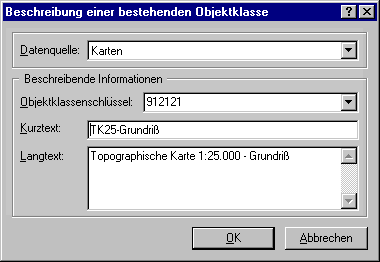 Beschreibung einer bestehenden Objektklasse
Datenquelle: Karten
Beschreibende Informationen
Objektklassenschlüssel: 912121
Kurztext: TK25-Grundriß
Langtext: Topographische Karte 1:25.000 - Grundriß
OK Abbrechen